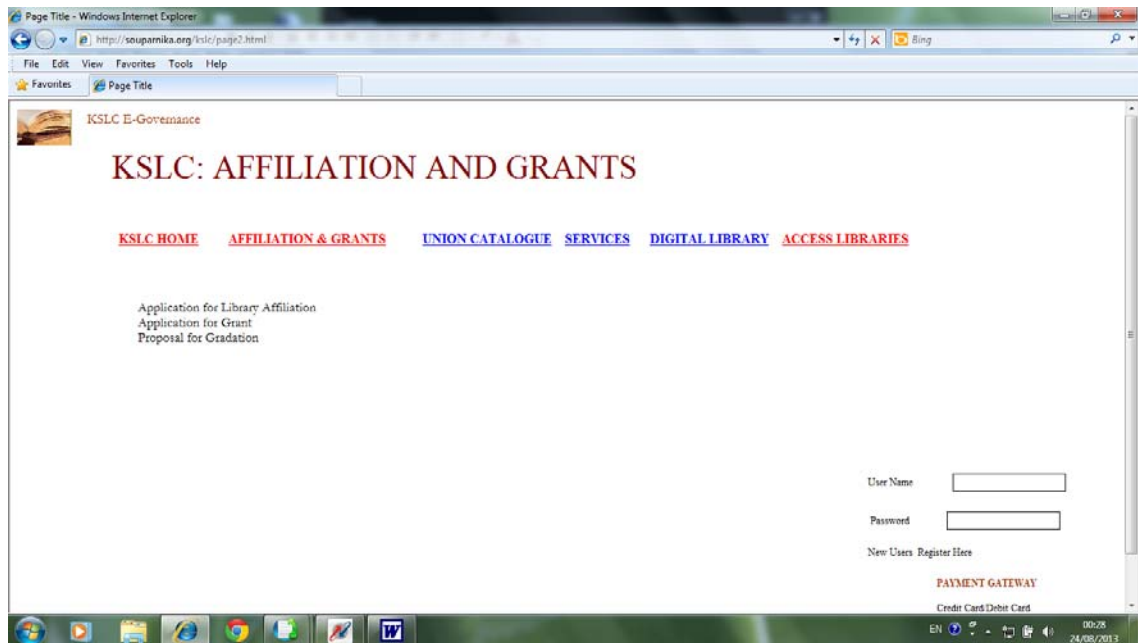 Page Title - Windows Internet Explorer
http://souparnika.org/kslc/page2.html
Bing
File Edit View Favorites Tools Help
Favorites Page Title
KSLC E-Governance
KSLC: AFFILIATION AND GRANTS
KSLC HOME AFFILIATION & GRANTS UNION CATALOGUE SERVICES DIGITAL LIBRARY ACCESS LIBRARIES
Application for Library Affiliation
Application for Grant
Proposal for Gradation
User Name
Password
New Users Register Here
PAYMENT GATEWAY
Credit Card/Debit Card
EN 00:28
24/08/2013